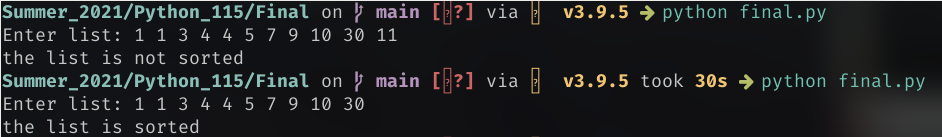 Summer_2021/Python_115/Final on main [?] via v3.9.5 → python final.py
Enter list: 1 1 3 4 4 5 7 9 10 30 11
the list is not sorted
Summer_2021/Python_115/Final on main [?] via v3.9.5 took 30s → python final.py
Enter list: 1 1 3 4 4 5 7 9 10 30
the list is sorted